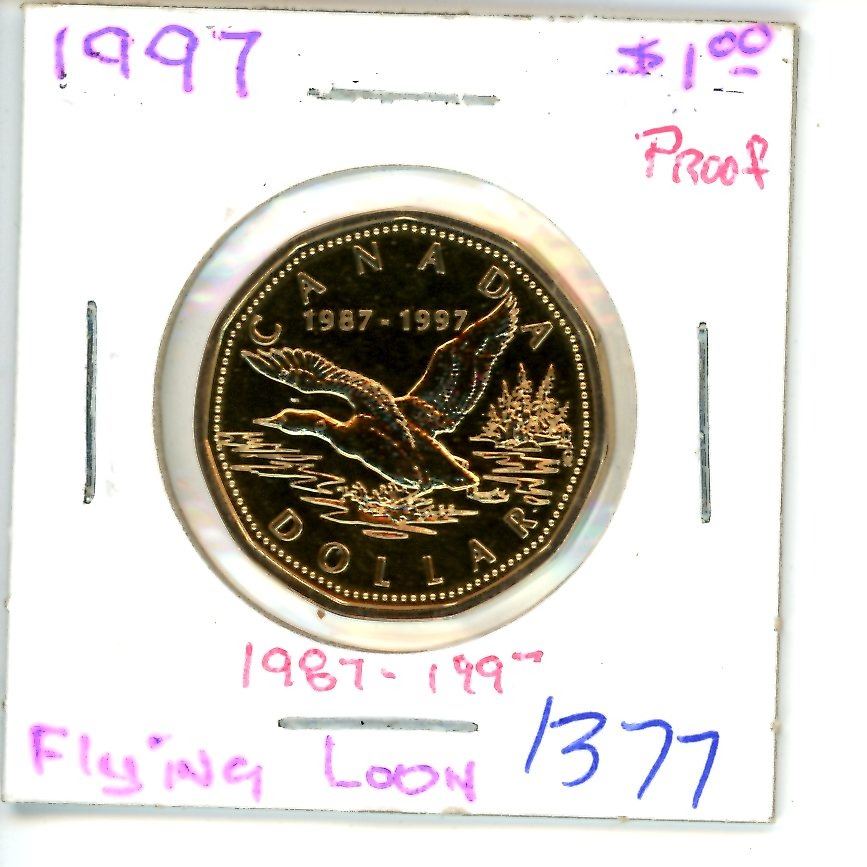 1997 $1.00
Proof
CANADA
1987 - 1997
DOLLAR
1987-1997
Flying Loon 1377